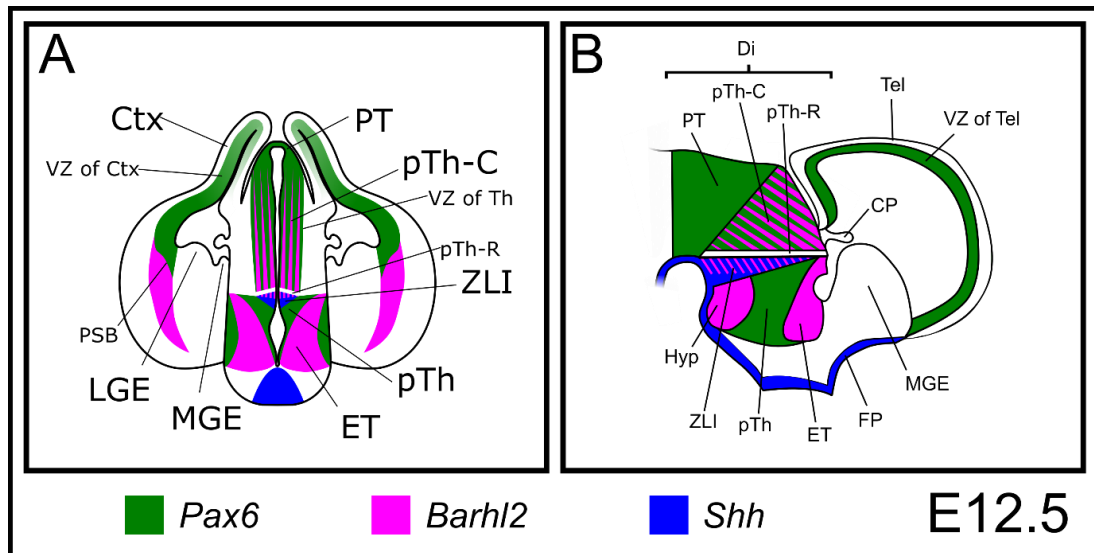 A
Ctx
PT
VZ of Ctx
pTh-C
VZ of Th
pTh-R
ZLI
PSB
LGE
pTh
MGE
ET
B
Di
pTh-C
Tel
pTh-R
PT
VZ of Tel
CP
Hyp
MGE
ZLI
pTh
ET
FP
Pax6
Barhl2
Shh
E12.5